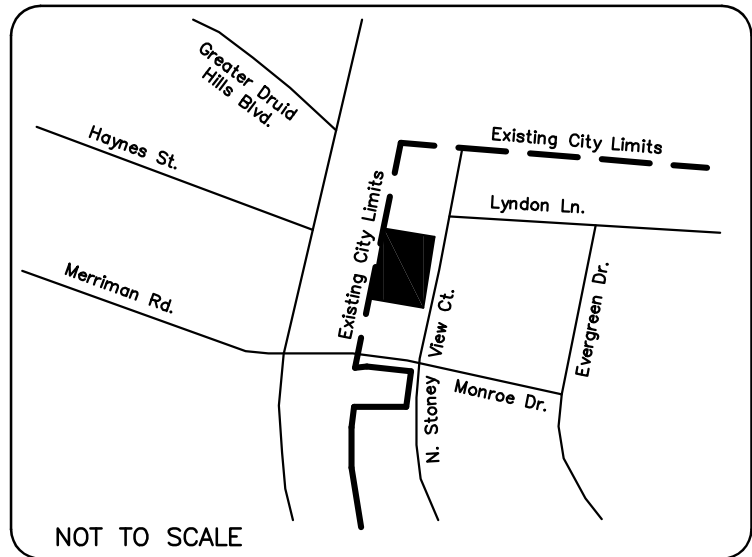 Greater Druid
Hills Blvd.
Haynes St.
Existing City Limits
Lyndon Ln.
Existing City Limits
Merriman Rd.
Evergreen Dr.
N. Stoney View Ct.
Monroe Dr.
NOT TO SCALE